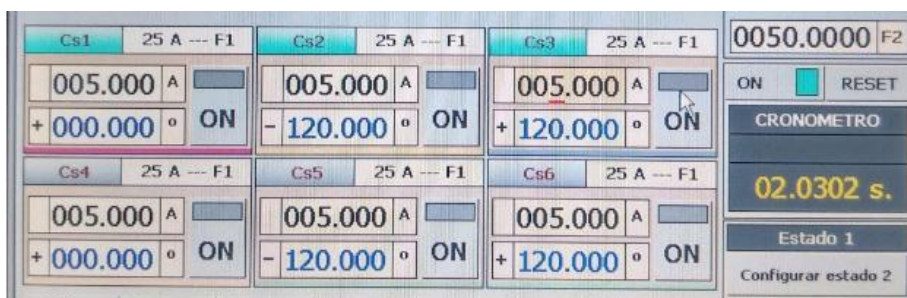 Cs1 25 A --- F1 Cs2 25 A --- F1 Cs3 25 A --- F1 0050.0000 F2
005.000 A 005.000 A 005.000 A ON RESET
+ 000.000 º ON - 120.000 º ON + 120.000 º ON CRONOMETRO
Cs4 25 A --- F1 Cs5 25 A --- F1 Cs6 25 A --- F1 02.0302 s.
005.000 A 005.000 A 005.000 A Estado 1
+ 000.000 º ON - 120.000 º ON + 120.000 º ON Configurar estado 2